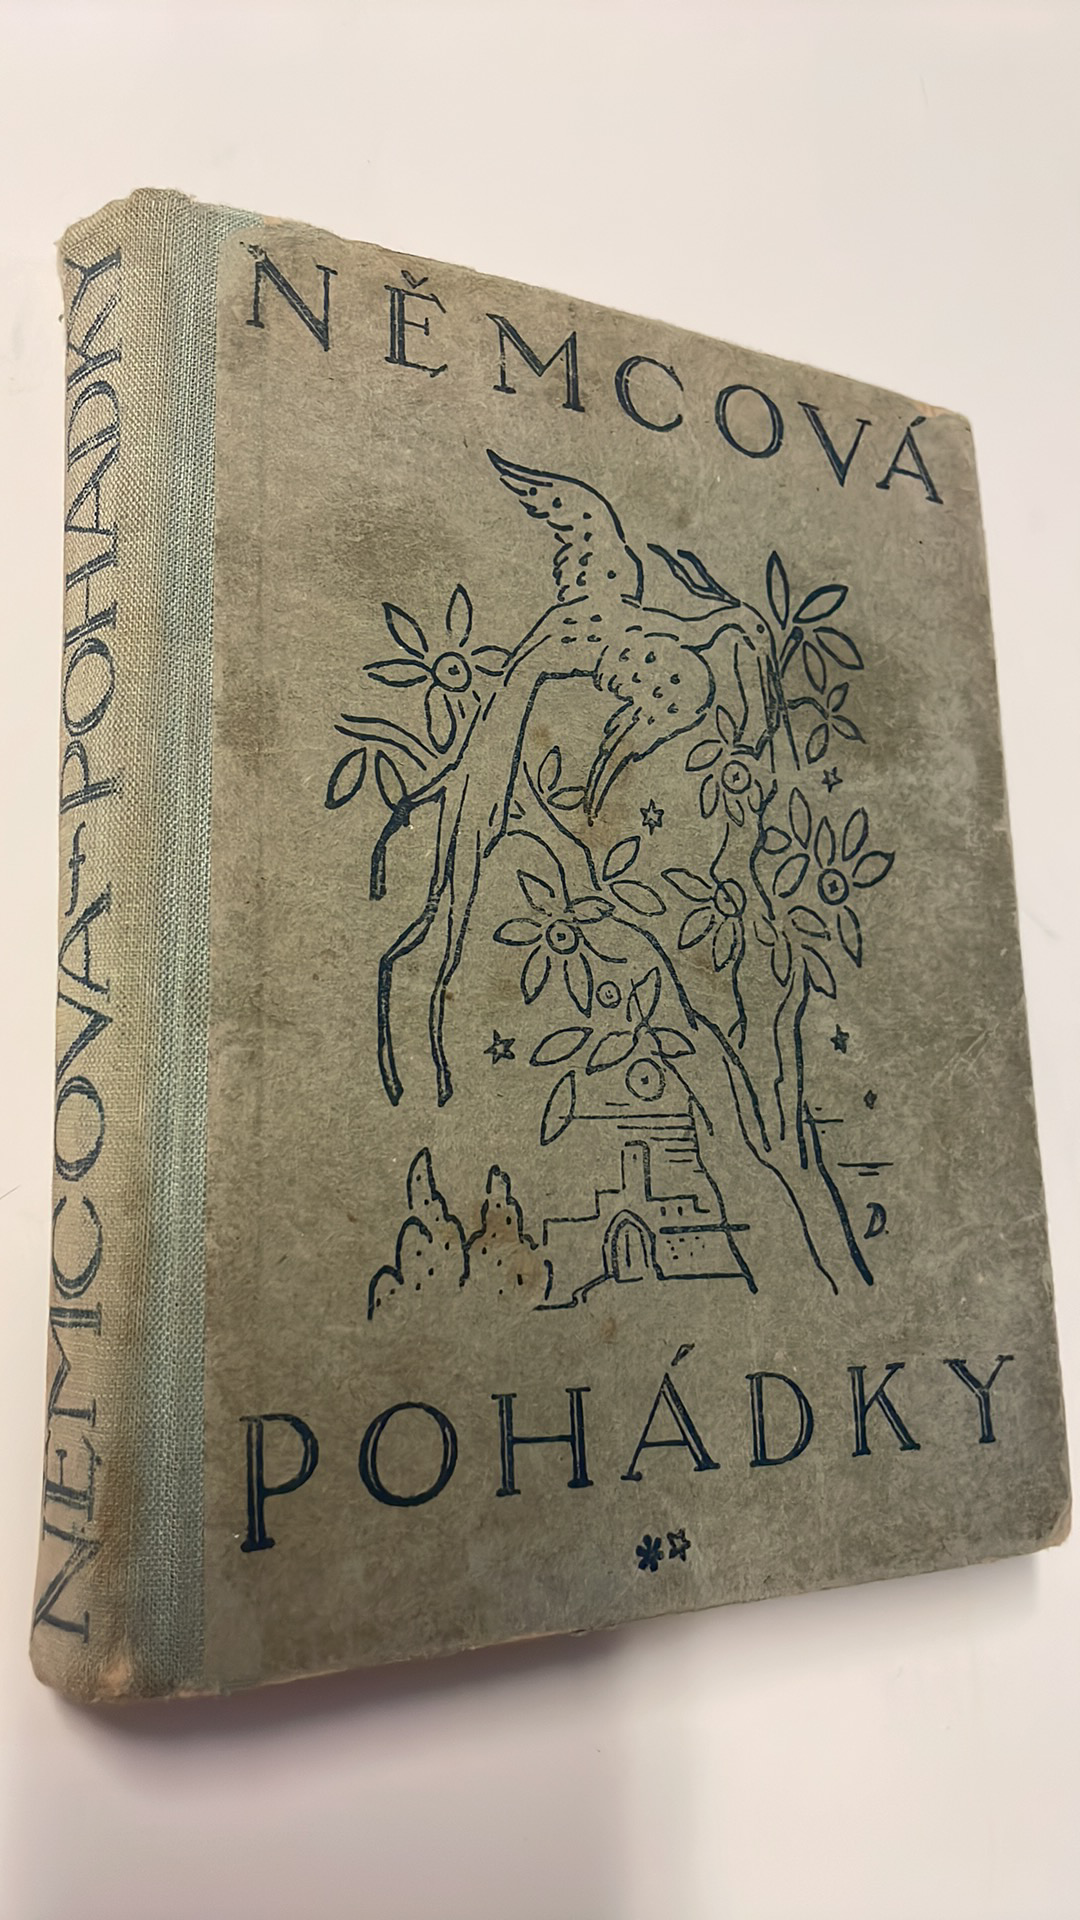 NĚMCOVÁ
D.
POHÁDKY
**
NĚMCOVÁ + POHÁDKY